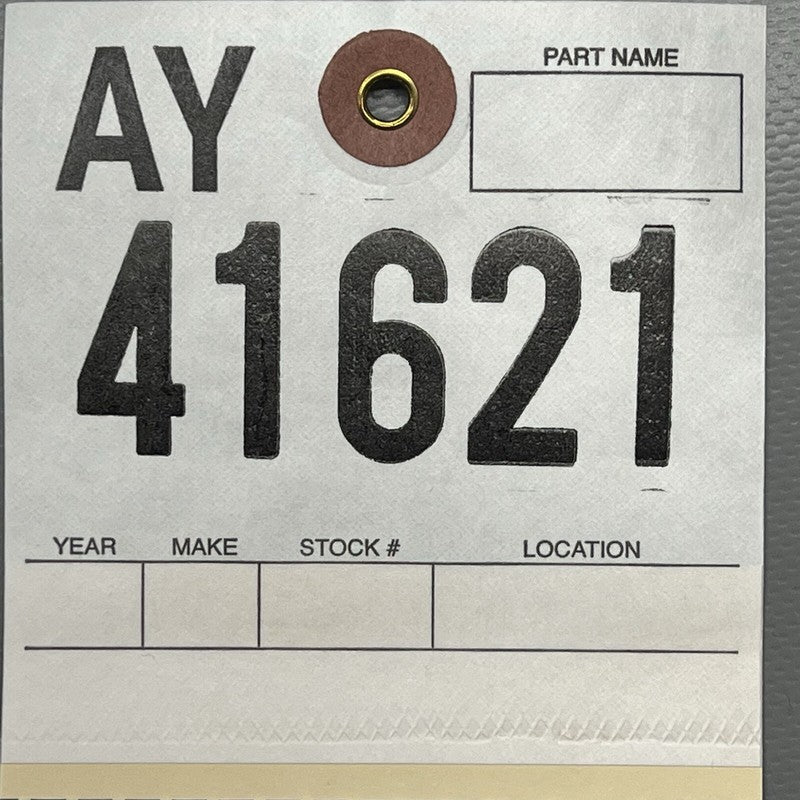 AY
PART NAME
41621
YEAR MAKE STOCK # LOCATION